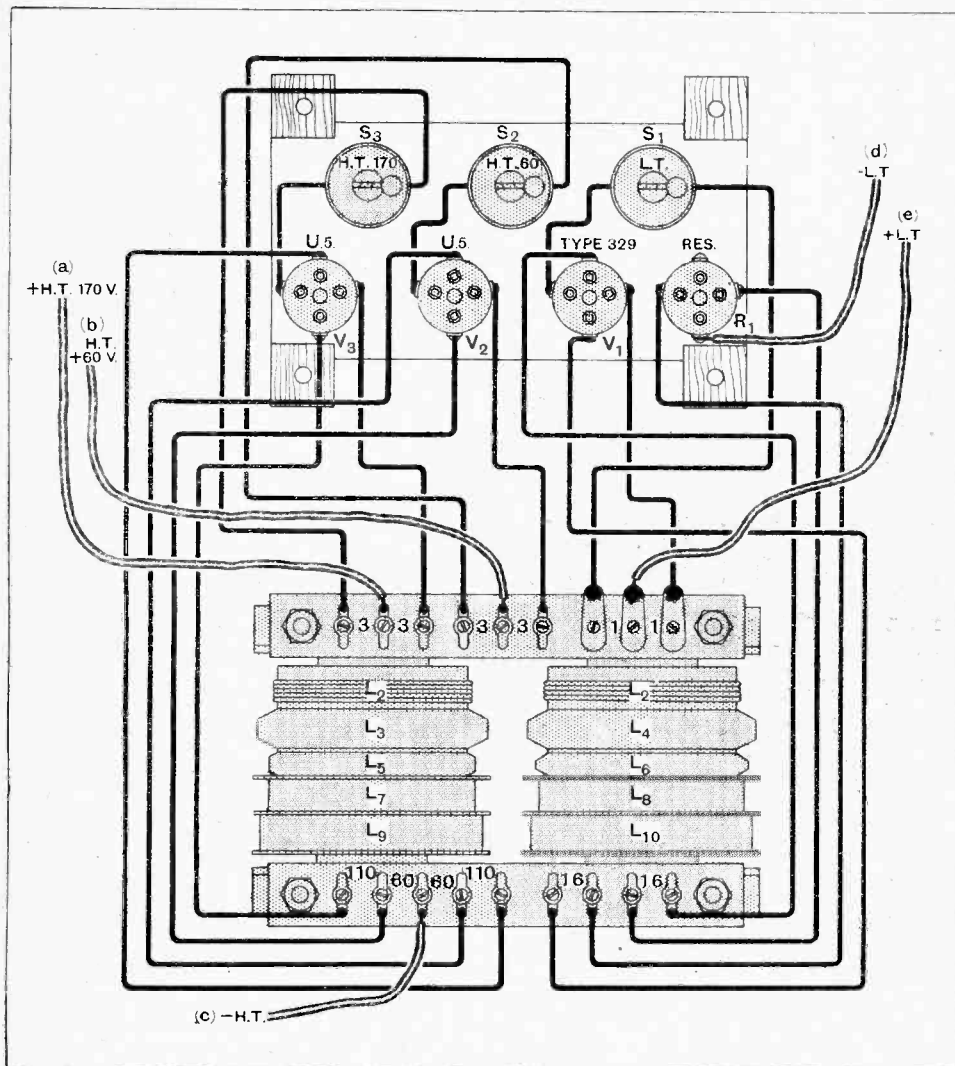 S3 S2 S1
H.T. 170 H.T. 60 L.T.
(d)
-L.T
(e)
+L.T
U.5. U.5. TYPE 329 RES.
(a)
+H.T. 170 V.
(b)
H.T.
+60 V.
V3 V2 V1 R1
3 3 3 3 1 1
L2 L2
L3 L4
L5 L6
L7 L8
L9 L10
110 60 60 110 16 16
(c) -H.T.